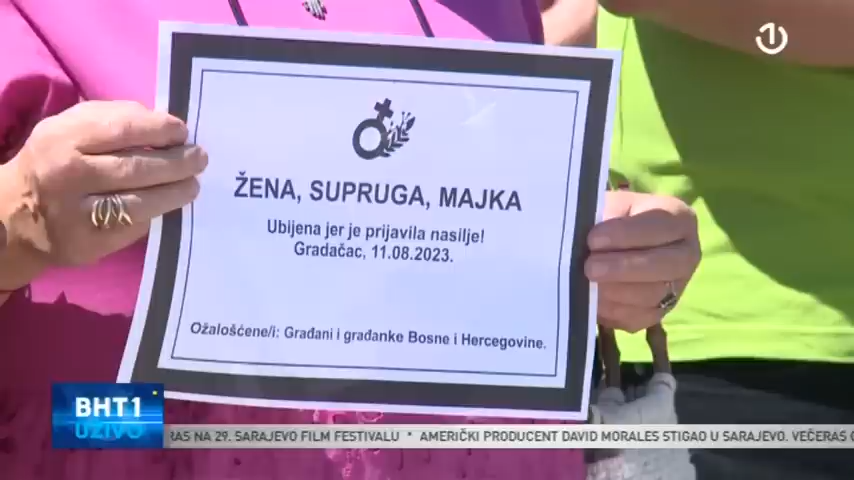 ŽENA, SUPRUGA, MAJKA
Ubijena jer je prijavila nasilje!
Gradačac, 11.08.2023.
Ožalošćene/i: Građani i građanke Bosne i Hercegovine.
BHT1
UŽIVO
RAS NA 29. SARAJEVO FILM FESTIVALU * AMERIČKI PRODUCENT DAVID MORALES STIGAO U SARAJEVO. VEČERAS